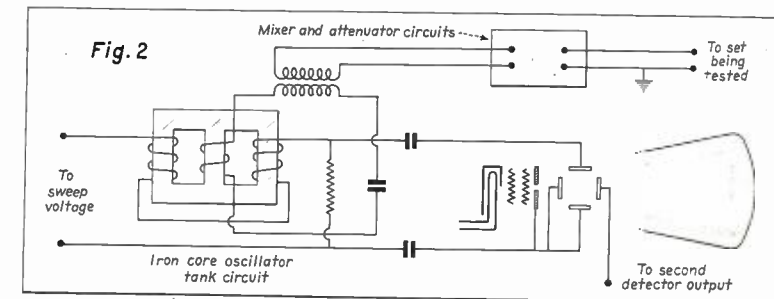 Fig. 2
Mixer and attenuator circuits
To set
being
tested
To
sweep
voltage
Iron core oscillator
tank circuit
To second
detector output